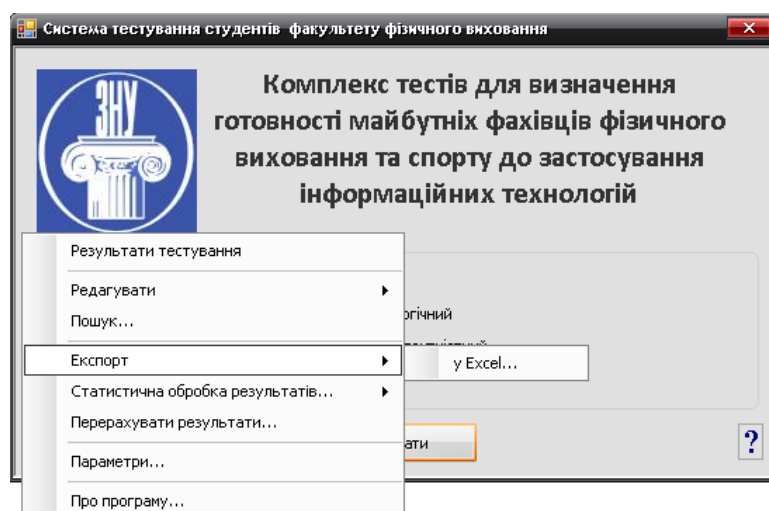 Система тестування студентів факультету фізичного виховання
ЗНУ
Комплекс тестів для визначення
готовності майбутніх фахівців фізичного
виховання та спорту до застосування
інформаційних технологій
Результати тестування
Редагувати
Пошук...
огічний
Експорт
у Excel...
Статистична обробка результатів...
Перерахувати результати...
ати
?
Параметри...
Про програму...